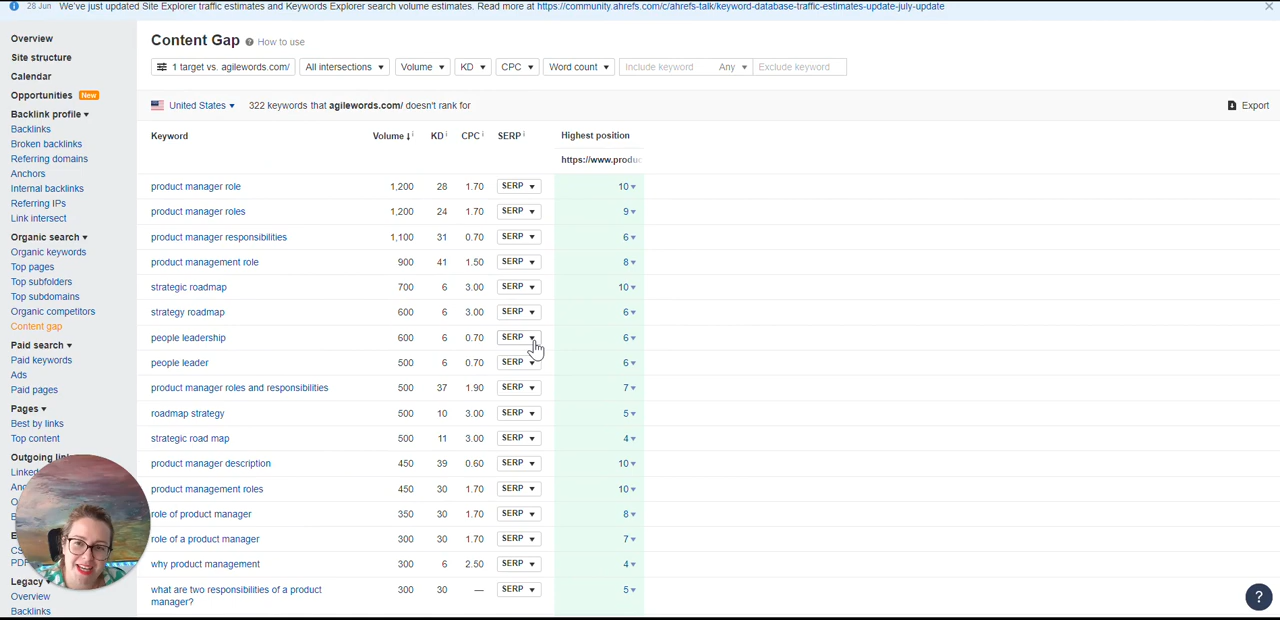 28 Jun We've just updated Site Explorer traffic estimates and Keywords Explorer search volume estimates. Read more at https://community.ahrefs.com/c/ahrefs-talk/keyword-database-traffic-estimates-update-july-update
Overview
Site structure
Calendar
Opportunities New
Backlink profile
Backlinks
Broken backlinks
Referring domains
Anchors
Internal backlinks
Referring IPs
Link intersect
Organic search
Organic keywords
Top pages
Top subfolders
Top subdomains
Organic competitors
Content gap
Paid search
Paid keywords
Ads
Paid pages
Pages
Best by links
Top content
Outgoing
Legacy
Overview
Backlinks
Content Gap ? How to use
1 target vs. agilewords.com/ All intersections Volume KD CPC Word count Include keyword Any Exclude keyword
United States 322 keywords that agilewords.com/ doesn't rank for Export
Keyword Volume KD CPC SERP Highest position
https://www.produc
product manager role 1,200 28 1.70 SERP 10
product manager roles 1,200 24 1.70 SERP 9
product manager responsibilities 1,100 31 0.70 SERP 6
product management role 900 41 1.50 SERP 8
strategic roadmap 700 6 3.00 SERP 10
strategy roadmap 600 6 3.00 SERP 6
people leadership 600 6 0.70 SERP 6
people leader 500 6 0.70 SERP 6
product manager roles and responsibilities 500 37 1.90 SERP 7
roadmap strategy 500 10 3.00 SERP 5
strategic road map 500 11 3.00 SERP 4
product manager description 450 39 0.60 SERP 10
product management roles 450 30 1.70 SERP 10
role of product manager 350 30 1.70 SERP 8
role of a product manager 300 30 1.70 SERP 7
why product management 300 6 2.50 SERP 4
what are two responsibilities of a product 300 30 — SERP 5
manager?
?